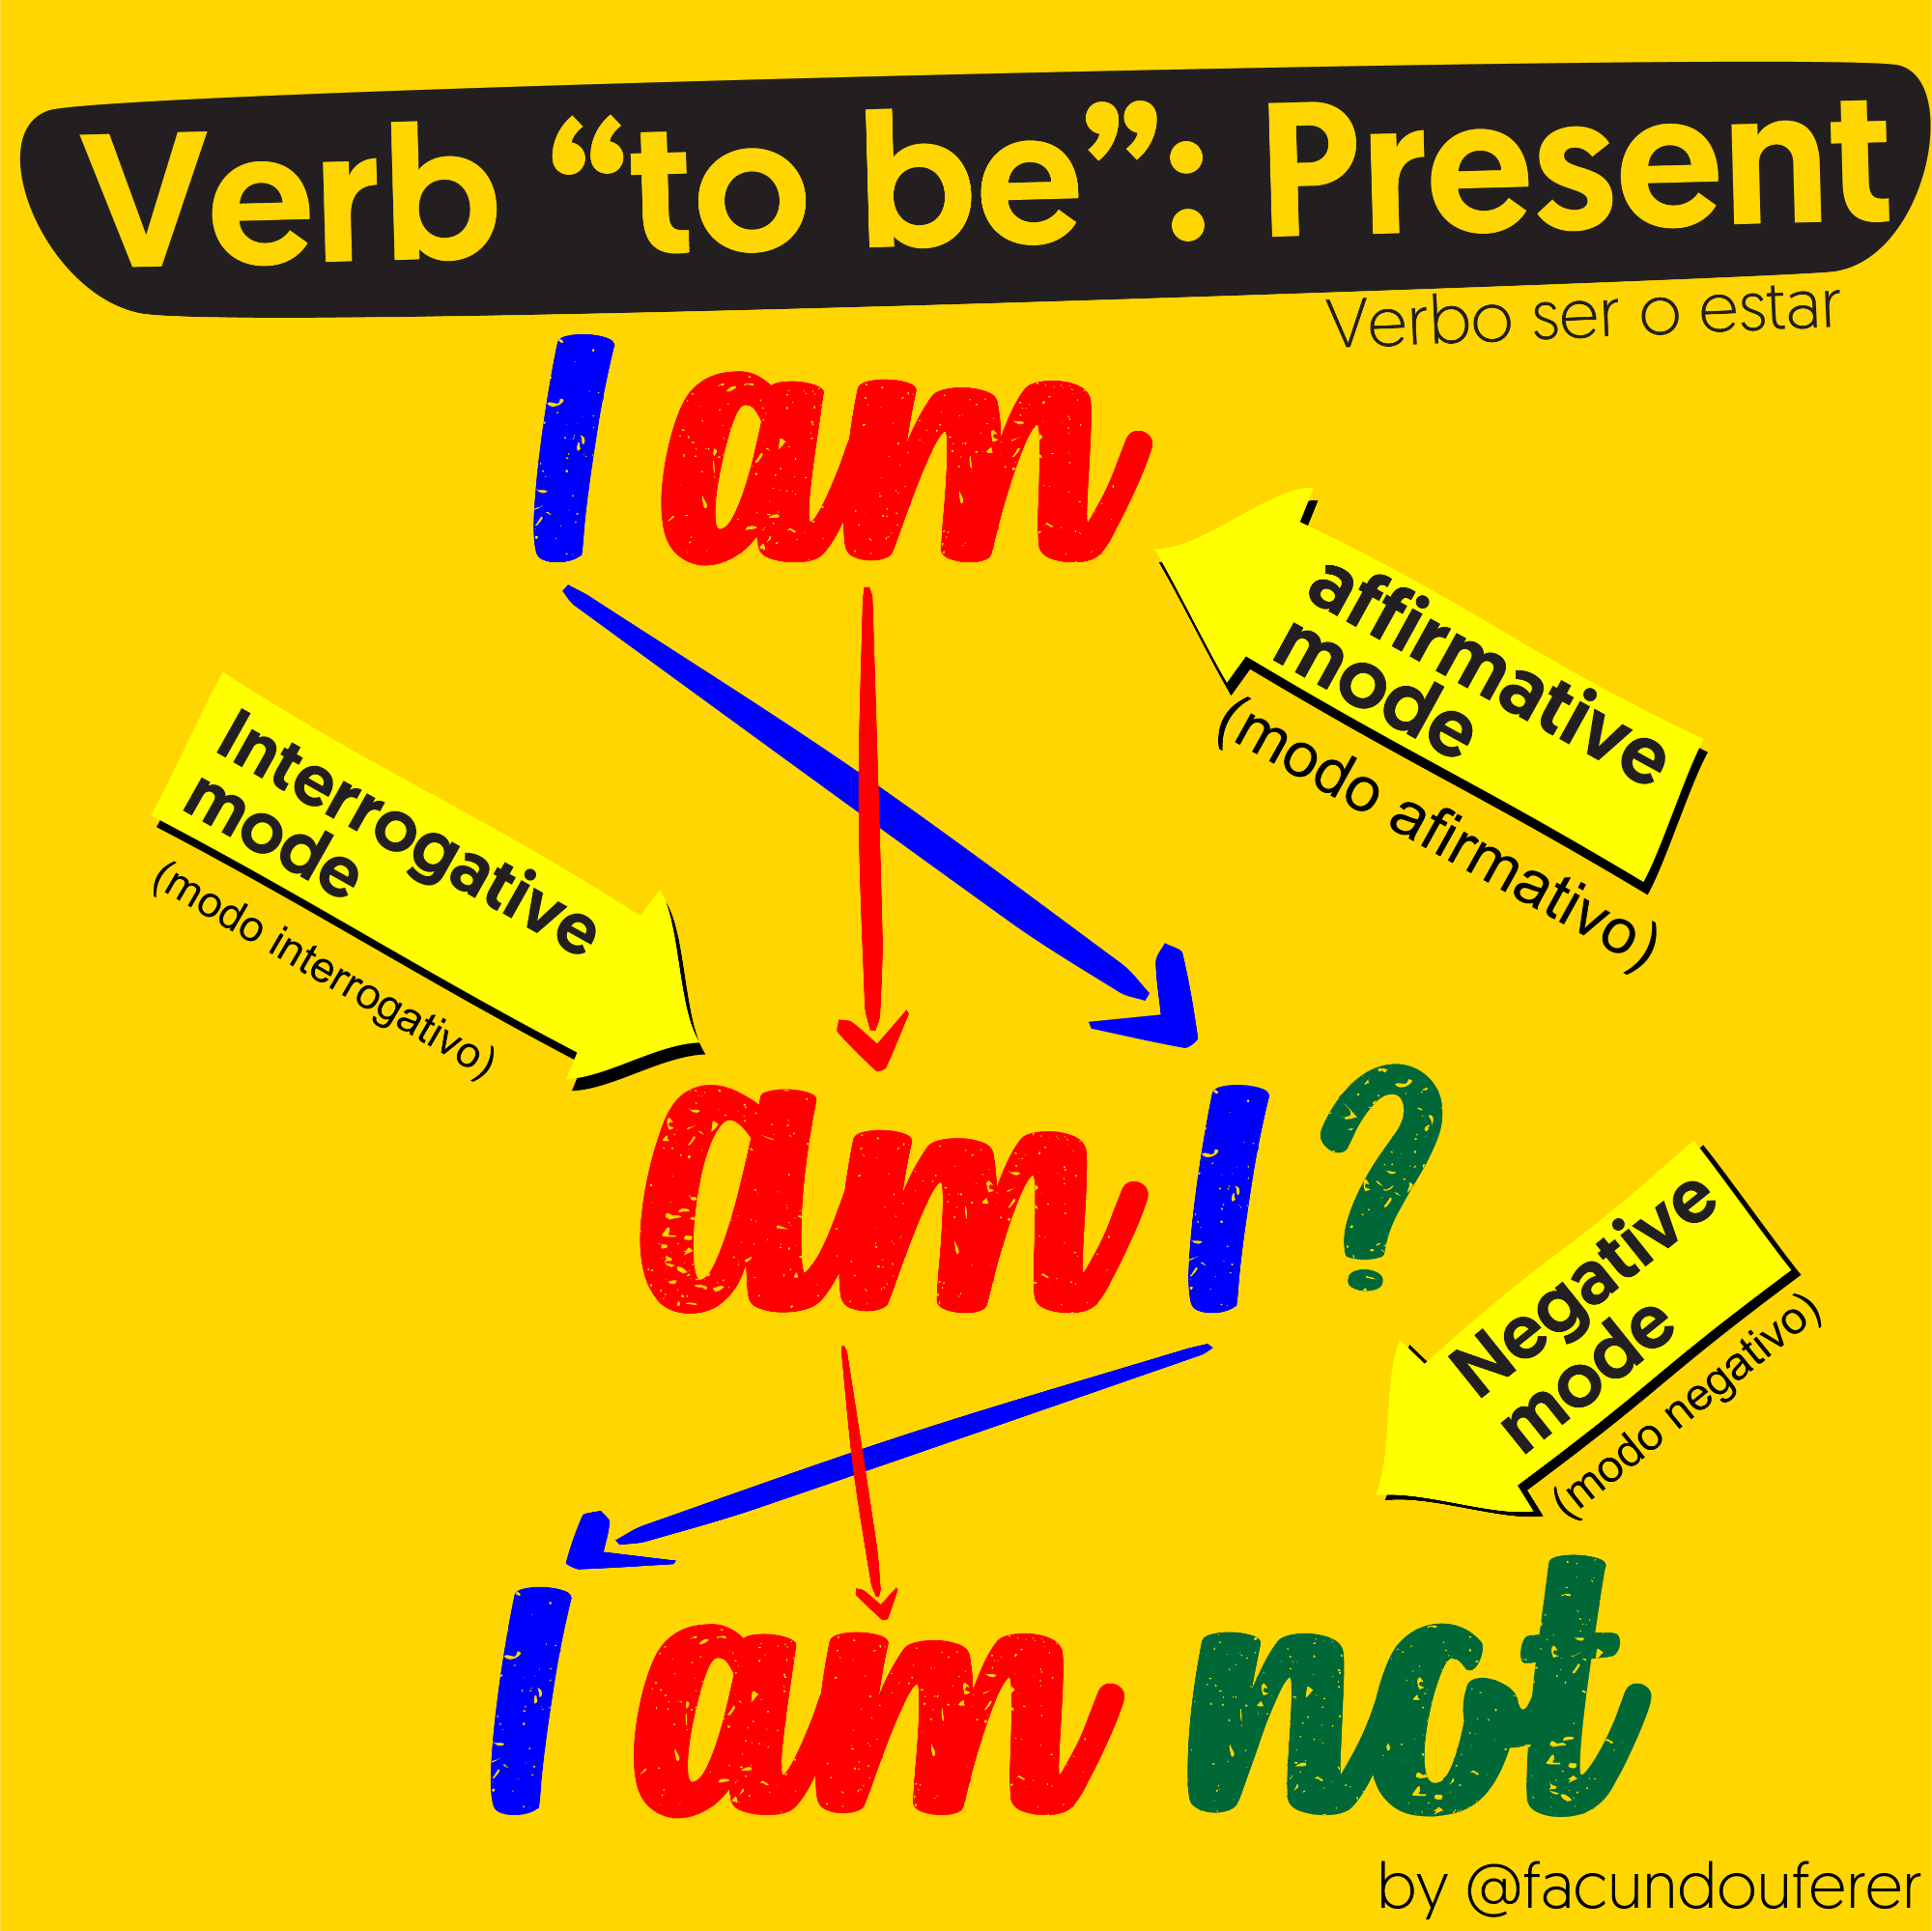 Verb “to be”: Present
Verbo ser o estar
I am
affirmative
mode
(modo afirmativo)
Interrogative
mode
(modo interrogativo)
am I ?
Negative
mode
(modo negativo)
I am not
by @facundouferer